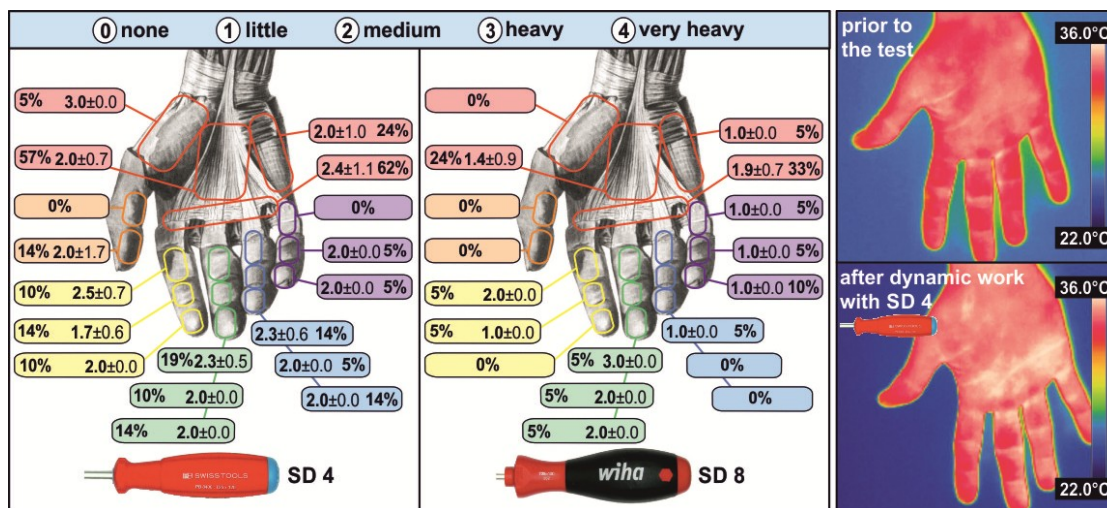 0 none 1 little 2 medium 3 heavy 4 very heavy
5% 3.0±0.0
57% 2.0±0.7
0%
14% 2.0±1.7
10% 2.5±0.7
14% 1.7±0.6
10% 2.0±0.0
19% 2.3±0.5
10% 2.0±0.0
14% 2.0±0.0
2.0±1.0 24%
2.4±1.1 62%
0%
2.0±0.0 5%
2.0±0.0 5%
2.3±0.6 14%
2.0±0.0 5%
2.0±0.0 14%
SWISSTOOLS
SD 4
0%
24% 1.4±0.9
0%
0%
5% 2.0±0.0
5% 1.0±0.0
0%
5% 3.0±0.0
5% 2.0±0.0
5% 2.0±0.0
1.0±0.0 5%
1.9±0.7 33%
1.0±0.0 5%
1.0±0.0 5%
1.0±0.0 10%
1.0±0.0 5%
0%
0%
wiha
SD 8
prior to
the test
36.0°C
22.0°C
after dynamic work
with SD 4
36.0°C
22.0°C